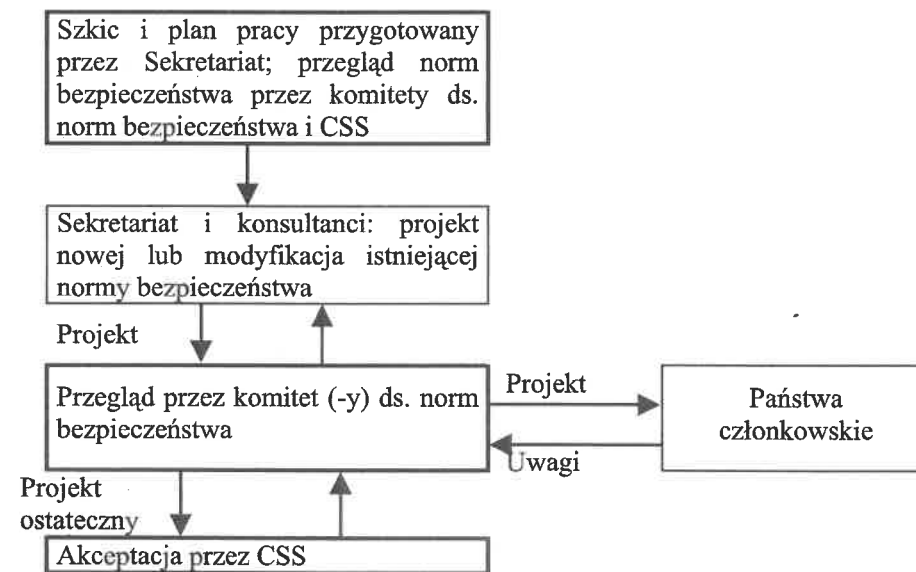 Szkic i plan pracy przygotowany
przez Sekretariat; przegląd norm
bezpieczeństwa przez komitety ds.
norm bezpieczeństwa i CSS
Sekretariat i konsultanci: projekt
nowej lub modyfikacja istniejącej
normy bezpieczeństwa
Projekt
Przegląd przez komitet (-y) ds. norm
bezpieczeństwa
Projekt
Państwa
członkowskie
Uwagi
Projekt
ostateczny
Akceptacja przez CSS